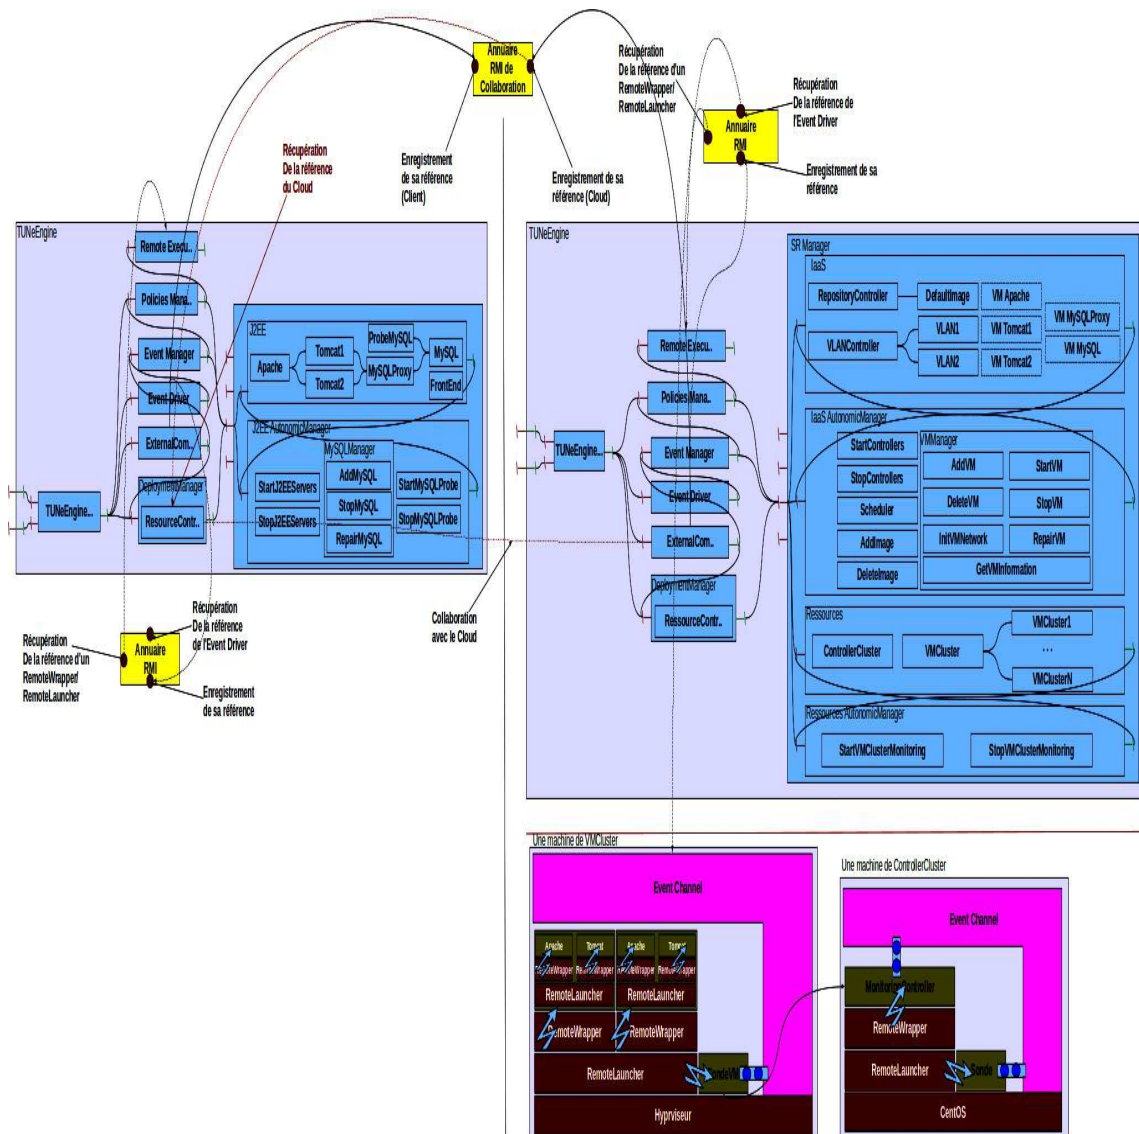 Annuaire
RMI de
Collaboration
Récupération
De la référence d'un
RemoteWrapper/
RemoteLauncher
Récupération
De la référence de
l'Event Driver
Annuaire
RMI
Enregistrement de sa
référence
Récupération
De la référence
du Cloud
Enregistrement
de sa référence
(Client)
Enregistrement de sa
référence (Cloud)
TUNeEngine
Remote Execu..
Policies Mana..
Event Manager
Event Driver
ExternalCom..
DeploymentManager
ResourceContr..
TUNeEngine...
J2EE
Apache
Tomcat1
Tomcat2
ProbeMySQL
MySQLProxy
MySQL
FrontEnd
J2EE AutonomicManager
StartJ2EEServers
StopJ2EEServers
MySQLManager
AddMySQL
StopMySQL
RepairMySQL
StartMySQLProbe
StopMySQLProbe
Récupération
De la référence d'un
RemoteWrapper/
RemoteLauncher
Annuaire
RMI
Récupération
De la référence
de l'Event Driver
Enregistrement
de sa référence
Collaboration
avec le Cloud
TUNeEngine
TUNeEngine...
Remote Execu..
Policies Mana..
Event Manager
Event Driver
ExternalCom..
DeploymentManager
RessourceContr..
SR Manager
IaaS
RepositoryController
DefaultImage
VM Apache
VM MySQLProxy
VLANController
VLAN1
VM Tomcat1
VM MySQL
VLAN2
VM Tomcat2
IaaS AutonomicManager
StartControllers
StopControllers
Scheduler
AddImage
DeleteImage
VMManager
AddVM
StartVM
DeleteVM
StopVM
InitVMNetwork
RepairVM
GetVMInformation
Ressources
ControllerCluster
VMCluster
VMCluster1
...
VMClusterN
Ressources AutonomicManager
StartVMClusterMonitoring
StopVMClusterMonitoring
Une machine de VMCluster
Event Channel
Apache
Tomcat
Apache
Tomcat
RemoteWrapper
RemoteWrapper
RemoteWrapper
RemoteWrapper
RemoteLauncher
RemoteLauncher
RemoteWrapper
RemoteWrapper
RemoteLauncher
SondeVM
Hyprviseur
Une machine de ControllerCluster
Event Channel
MonitoringController
RemoteWrapper
RemoteLauncher
Sonde
CentOS